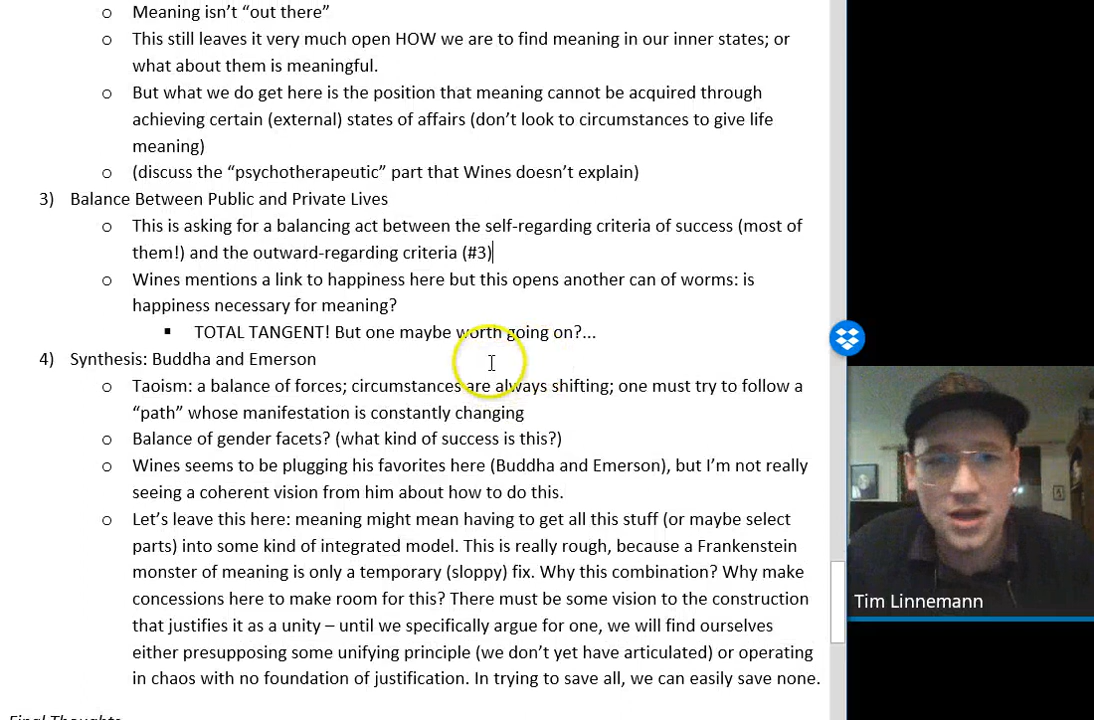 o Meaning isn't "out there"
o This still leaves it very much open HOW we are to find meaning in our inner states; or
what about them is meaningful.
o But what we do get here is the position that meaning cannot be acquired through
achieving certain (external) states of affairs (don't look to circumstances to give life
meaning)
o (discuss the "psychotherapeutic" part that Wines doesn't explain)
3) Balance Between Public and Private Lives
o This is asking for a balancing act between the self-regarding criteria of success (most of
them!) and the outward-regarding criteria (#3)
o Wines mentions a link to happiness here but this opens another can of worms: is
happiness necessary for meaning?
▪ TOTAL TANGENT! But one maybe worth going on?...
4) Synthesis: Buddha and Emerson
o Taoism: a balance of forces; circumstances are always shifting; one must try to follow a
"path" whose manifestation is constantly changing
o Balance of gender facets? (what kind of success is this?)
o Wines seems to be plugging his favorites here (Buddha and Emerson), but I'm not really
seeing a coherent vision from him about how to do this.
o Let's leave this here: meaning might mean having to get all this stuff (or maybe select
parts) into some kind of integrated model. This is really rough, because a Frankenstein
monster of meaning is only a temporary (sloppy) fix. Why this combination? Why make
concessions here to make room for this? There must be some vision to the construction
that justifies it as a unity – until we specifically argue for one, we will find ourselves
either presupposing some unifying principle (we don't yet have articulated) or operating
in chaos with no foundation of justification. In trying to save all, we can easily save none.
Final Thoughts
Tim Linnemann